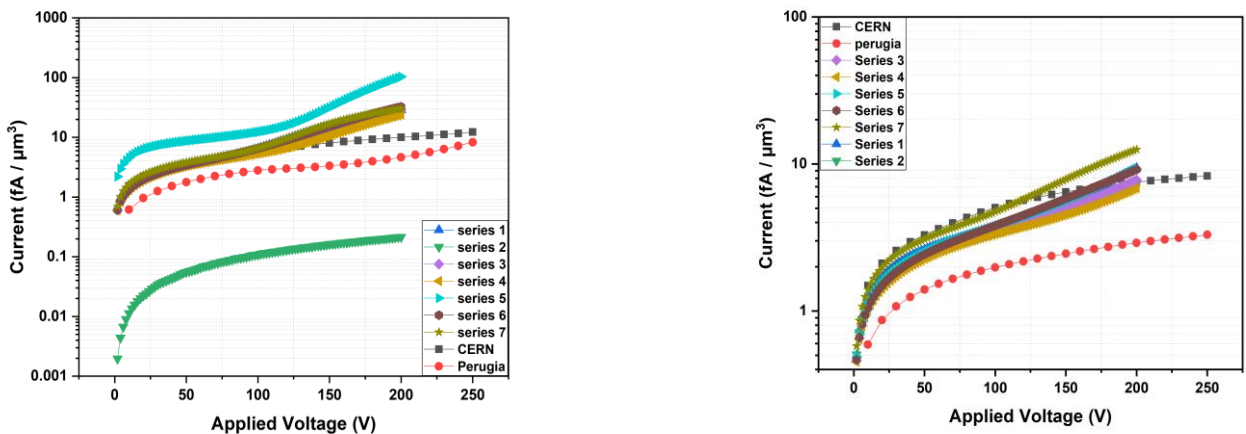 1000
100
10
1
0.1
0.01
0.001
Current (fA / μm³)
0 50 100 150 200 250
Applied Voltage (V)
series 1
series 2
series 3
series 4
series 5
series 6
series 7
CERN
Perugia
100
10
1
Current (fA / μm³)
0 50 100 150 200 250
Applied Voltage (V)
CERN
perugia
Series 3
Series 4
Series 5
Series 6
Series 7
Series 1
Series 2